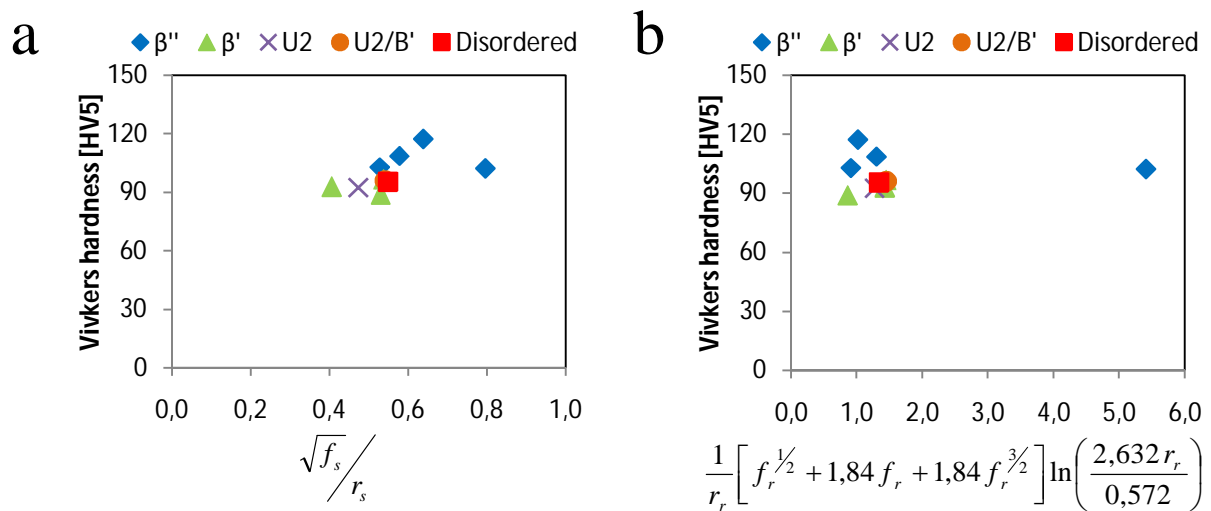 a
β'' β' U2 U2/B' Disordered
Vivkers hardness [HV5]
150
120
90
60
30
0
0,0 0,2 0,4 0,6 0,8 1,0
√f_s / r_s
b
β'' β' U2 U2/B' Disordered
Vivkers hardness [HV5]
150
120
90
60
30
0
0,0 1,0 2,0 3,0 4,0 5,0 6,0
1/r_r [f_r^{1/2} + 1,84 f_r + 1,84 f_r^{3/2}] ln(2,632 r_r / 0,572)